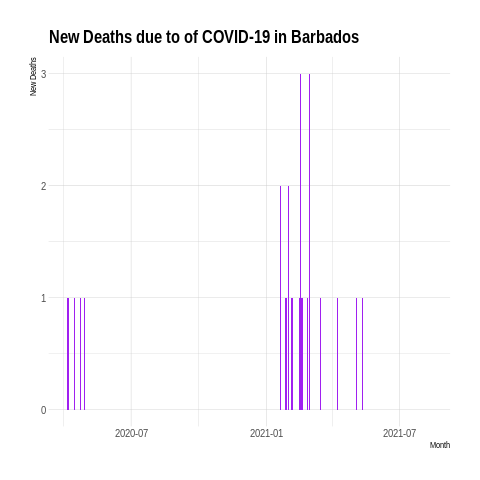 New Deaths due to of COVID-19 in Barbados
New Deaths
3
2
1
0
2020-07
2021-01
2021-07
Month